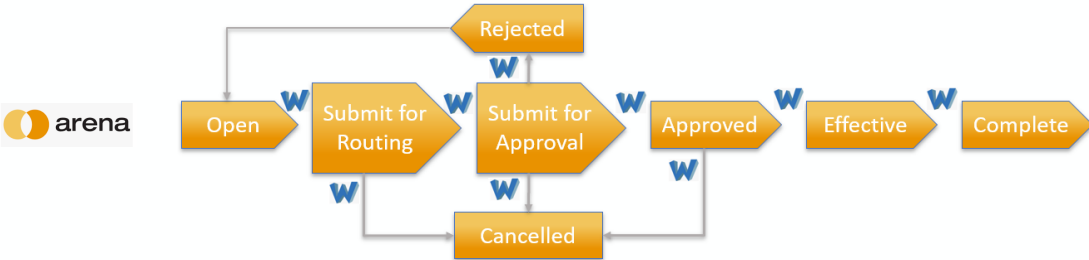 Rejected
W
arena
Open
W
Submit for
Routing
W
Submit for
Approval
W
Approved
W
Effective
W
Complete
W
W
W
Cancelled